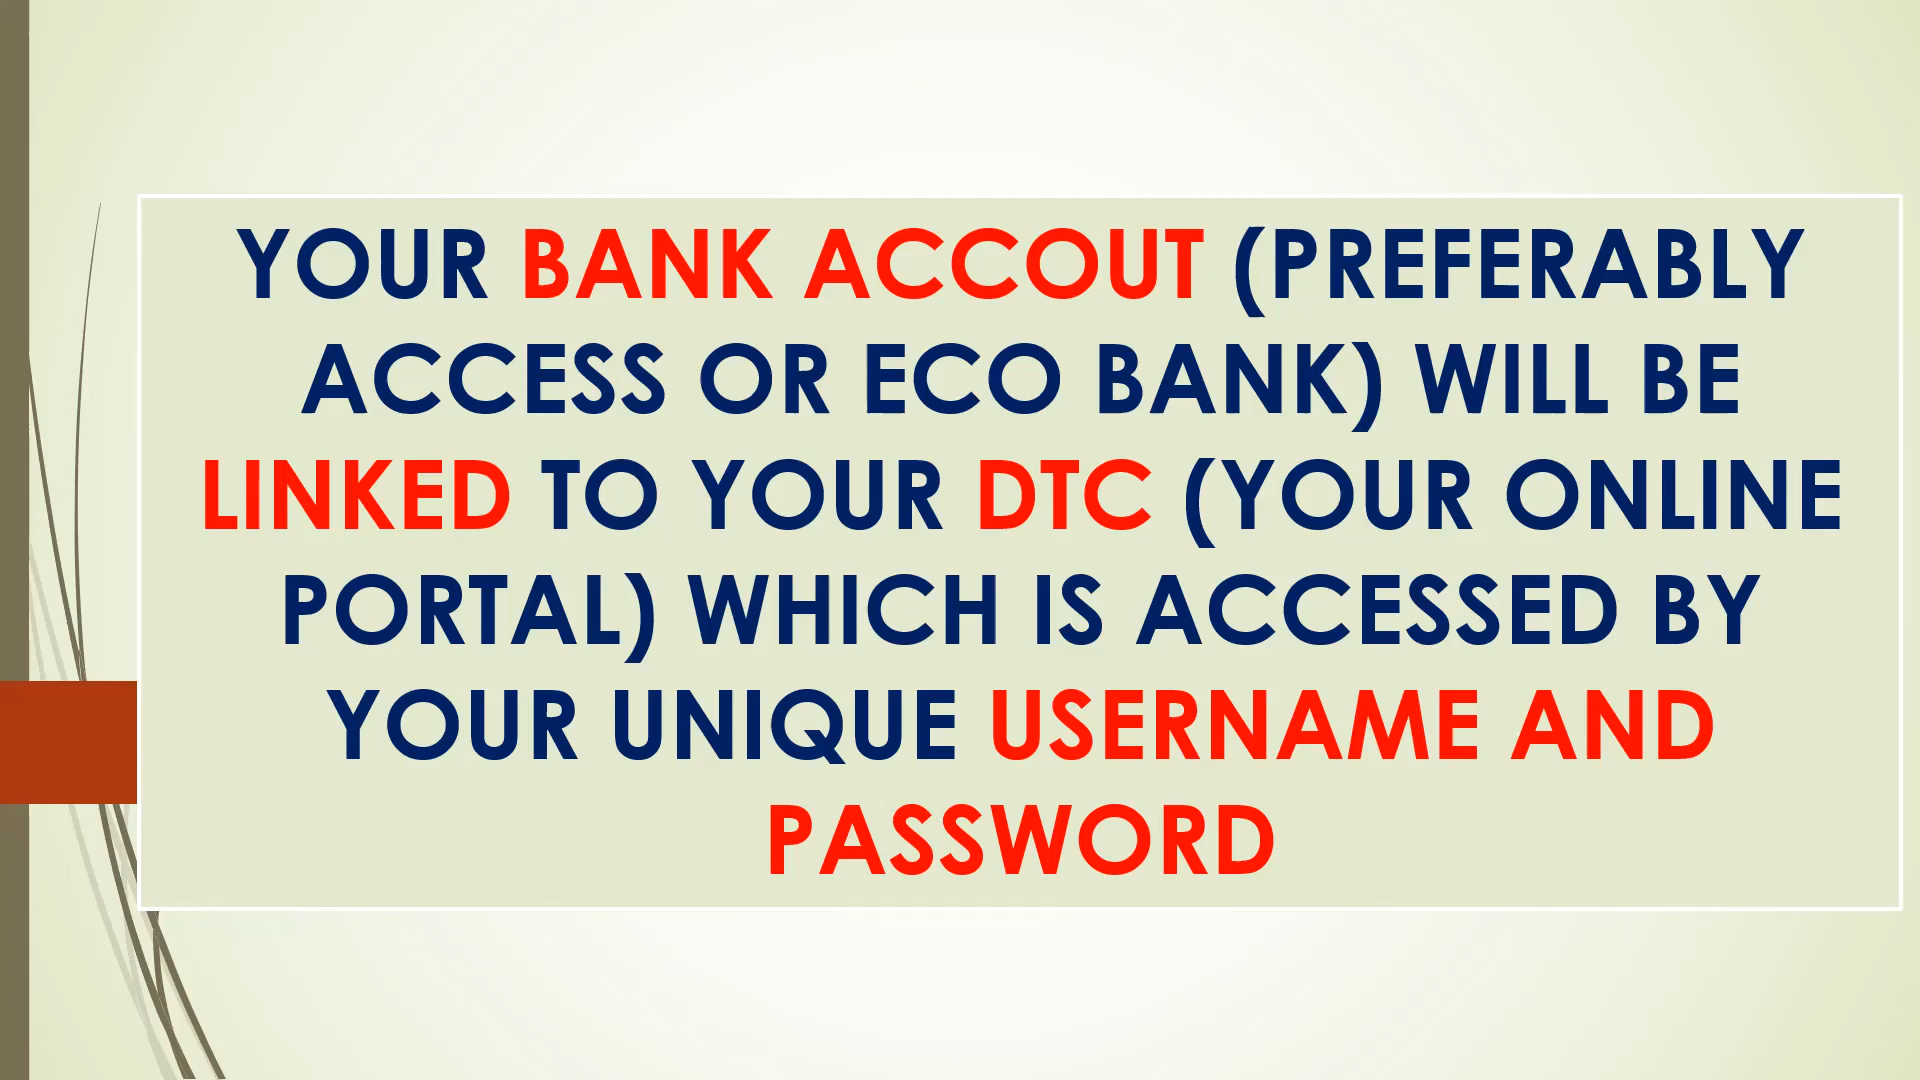 YOUR BANK ACCOUT (PREFERABLY
ACCESS OR ECO BANK) WILL BE
LINKED TO YOUR DTC (YOUR ONLINE
PORTAL) WHICH IS ACCESSED BY
YOUR UNIQUE USERNAME AND
PASSWORD